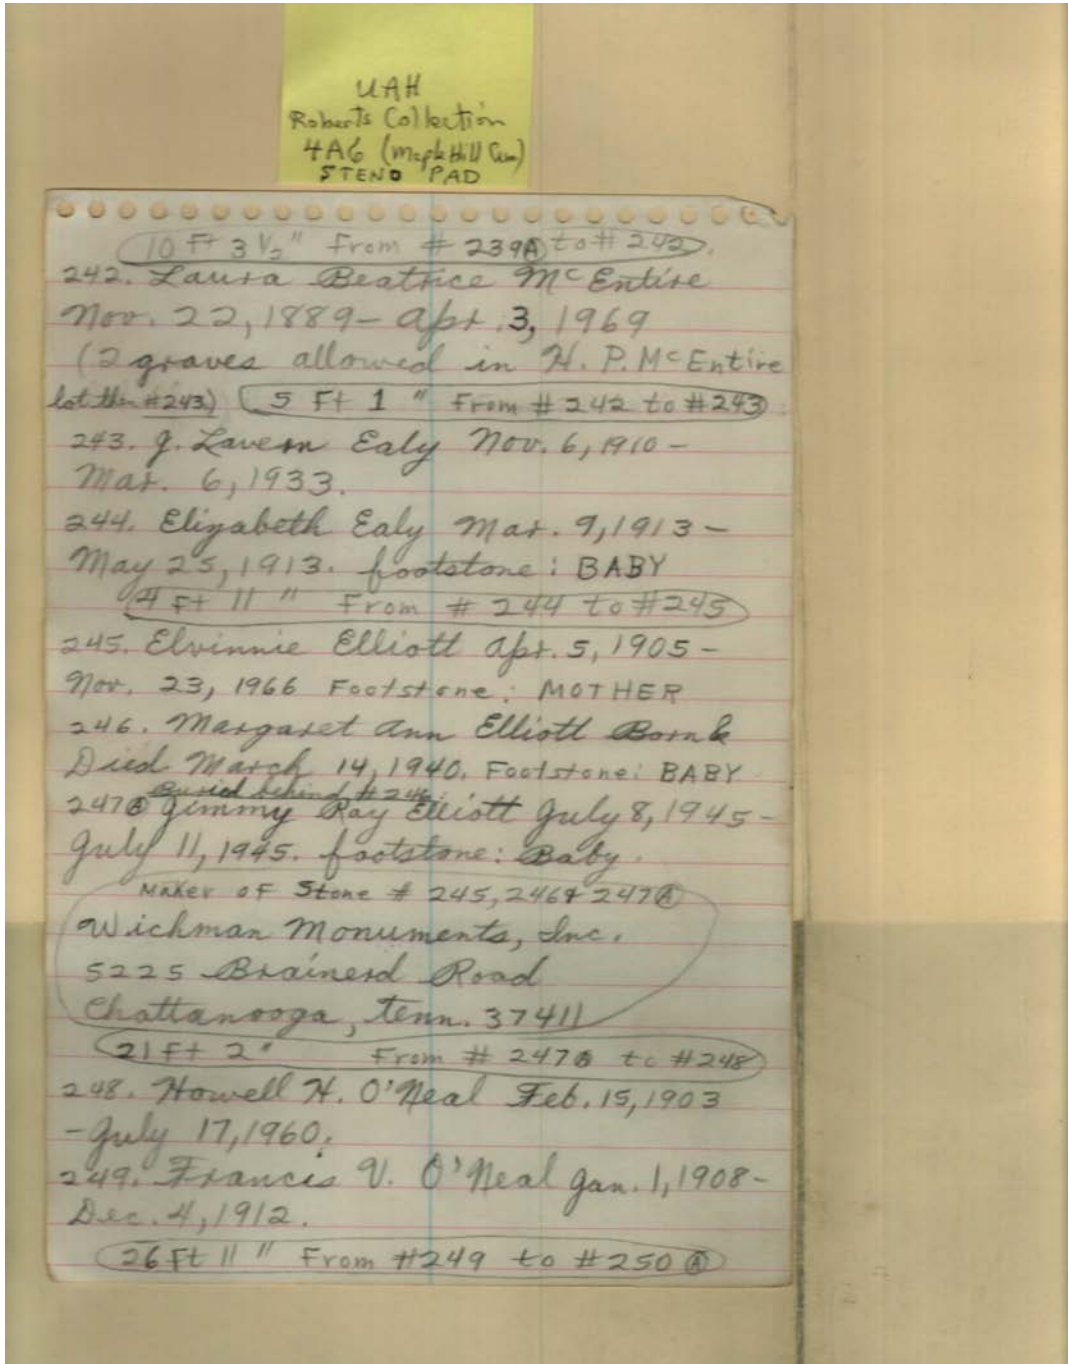 UAH
Roberts Collection
4A6 (Maple Hill Cem)
STENO PAD
10 Ft 3 1/2" From # 239A to # 242.
242. Laura Beatrice McEntire
Nov. 22, 1889 - Apr. 3, 1969
(2 graves allowed in H. P. McEntire
lot then #243) 5 Ft 1" From # 242 to #243
243. J. Lavern Ealy Nov. 6, 1910 -
Mar. 6, 1933.
244. Elizabeth Ealy Mar. 9, 1913 -
May 25, 1913. footstone: BABY
4 Ft 11" From # 244 to #245
245. Elvinnie Elliott Apr. 5, 1905 -
Nov. 23, 1966 Footstone: MOTHER
246. Margaret Ann Elliott Born &
Died March 14, 1940. Footstone: BABY
Buried behind #246:
247A Jimmy Ray Elliott July 8, 1945 -
July 11, 1945. footstone: Baby.
Maker of Stone # 245, 246 & 247A
Wichman Monuments, Inc.
5225 Brainerd Road
Chattanooga, Tenn. 37411
21 Ft 2" From # 247A to #248
248. Howell H. O'Neal Feb. 15, 1903
- July 17, 1960.
249. Francis V. O'Neal Jan. 1, 1908 -
Dec. 4, 1912.
26 Ft 11" From #249 to #250 A